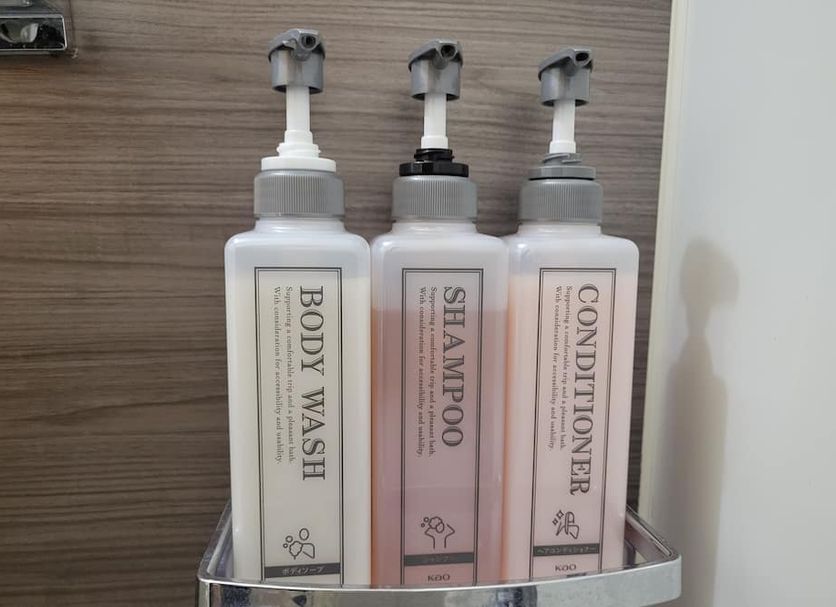 BODY WASH
Supporting a comfortable trip and a pleasant bath.
With consideration for accessibility and usability.
ボディソープ
SHAMPOO
Supporting a comfortable trip and a pleasant bath.
With consideration for accessibility and usability.
シャンプー
Kao
CONDITIONER
Supporting a comfortable trip and a pleasant bath.
With consideration for accessibility and usability.
ヘアコンディショナー
Kao